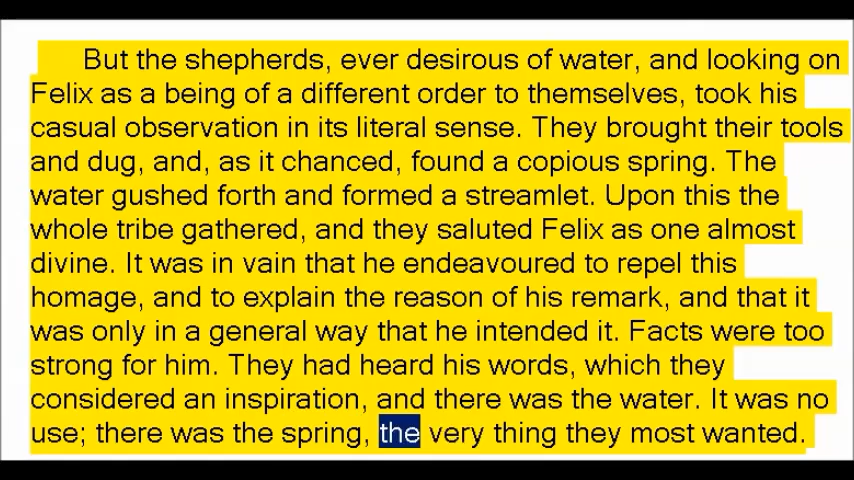 But the shepherds, ever desirous of water, and looking on
Felix as a being of a different order to themselves, took his
casual observation in its literal sense. They brought their tools
and dug, and, as it chanced, found a copious spring. The
water gushed forth and formed a streamlet. Upon this the
whole tribe gathered, and they saluted Felix as one almost
divine. It was in vain that he endeavoured to repel this
homage, and to explain the reason of his remark, and that it
was only in a general way that he intended it. Facts were too
strong for him. They had heard his words, which they
considered an inspiration, and there was the water. It was no
use; there was the spring, the very thing they most wanted.